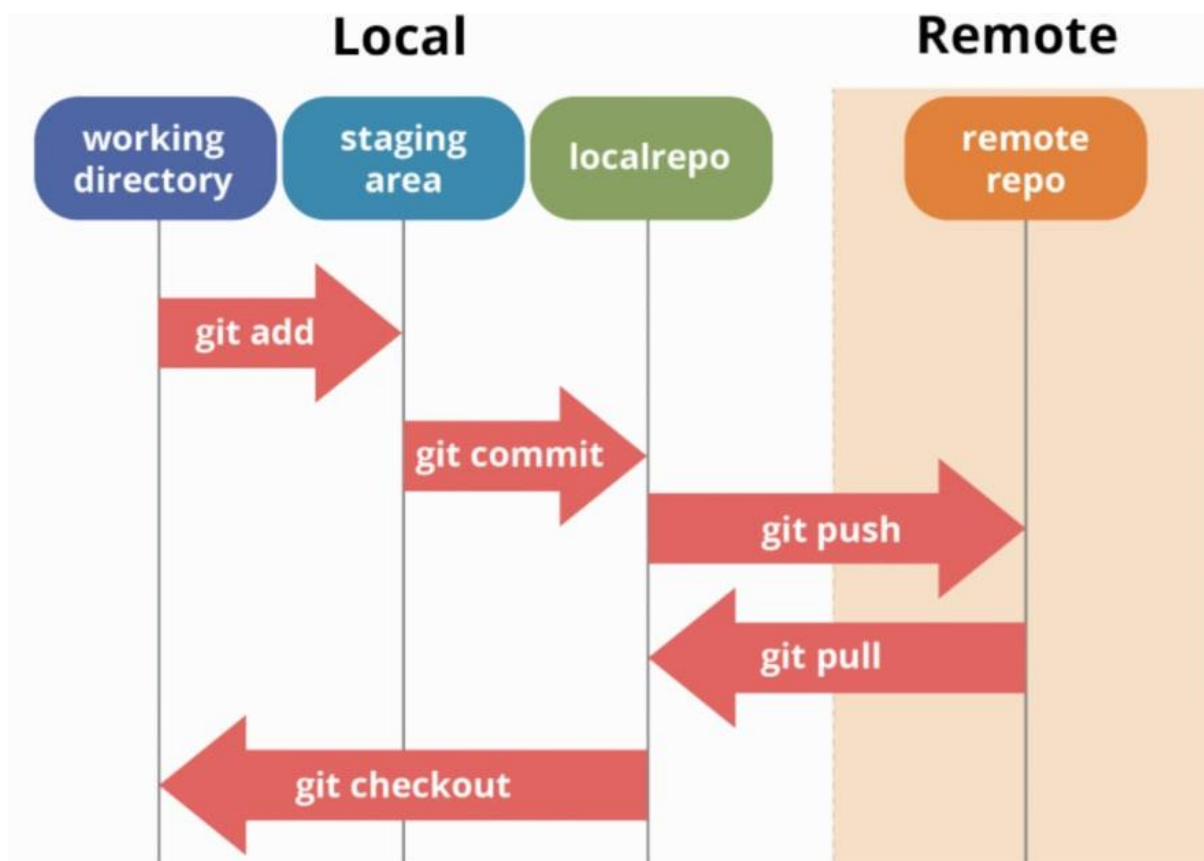 Local
Remote
working
directory
staging
area
localrepo
remote
repo
git add
git commit
git push
git pull
git checkout